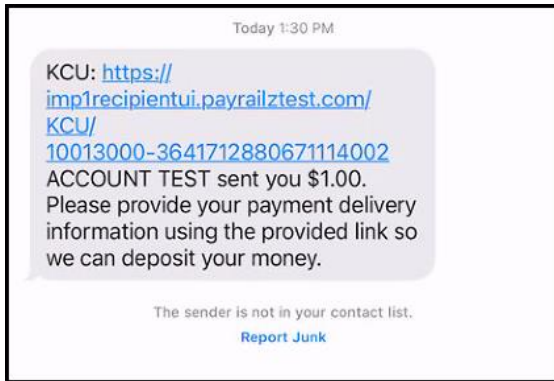 Today 1:30 PM
KCU: https://
imp1recipientui.payrailztest.com/
KCU/
10013000-3641712880671114002
ACCOUNT TEST sent you $1.00.
Please provide your payment delivery
information using the provided link so
we can deposit your money.
The sender is not in your contact list.
Report Junk